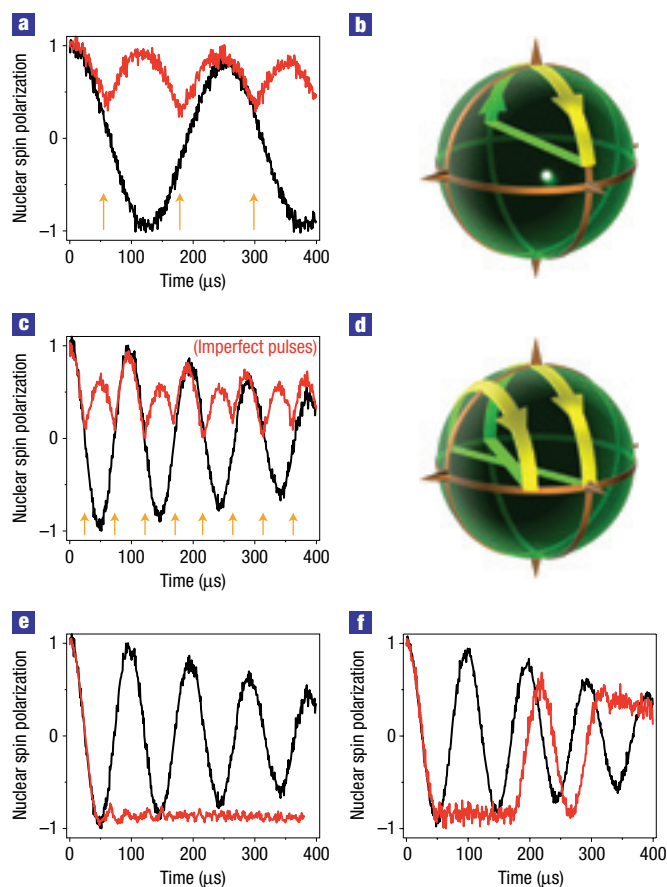 a
Nuclear spin polarization
1
0
−1
0 100 200 300 400
Time (μs)
b
c
(Imperfect pulses)
Nuclear spin polarization
1
0
−1
0 100 200 300 400
Time (μs)
d
e
Nuclear spin polarization
1
0
−1
0 100 200 300 400
Time (μs)
f
Nuclear spin polarization
1
0
−1
0 100 200 300 400
Time (μs)